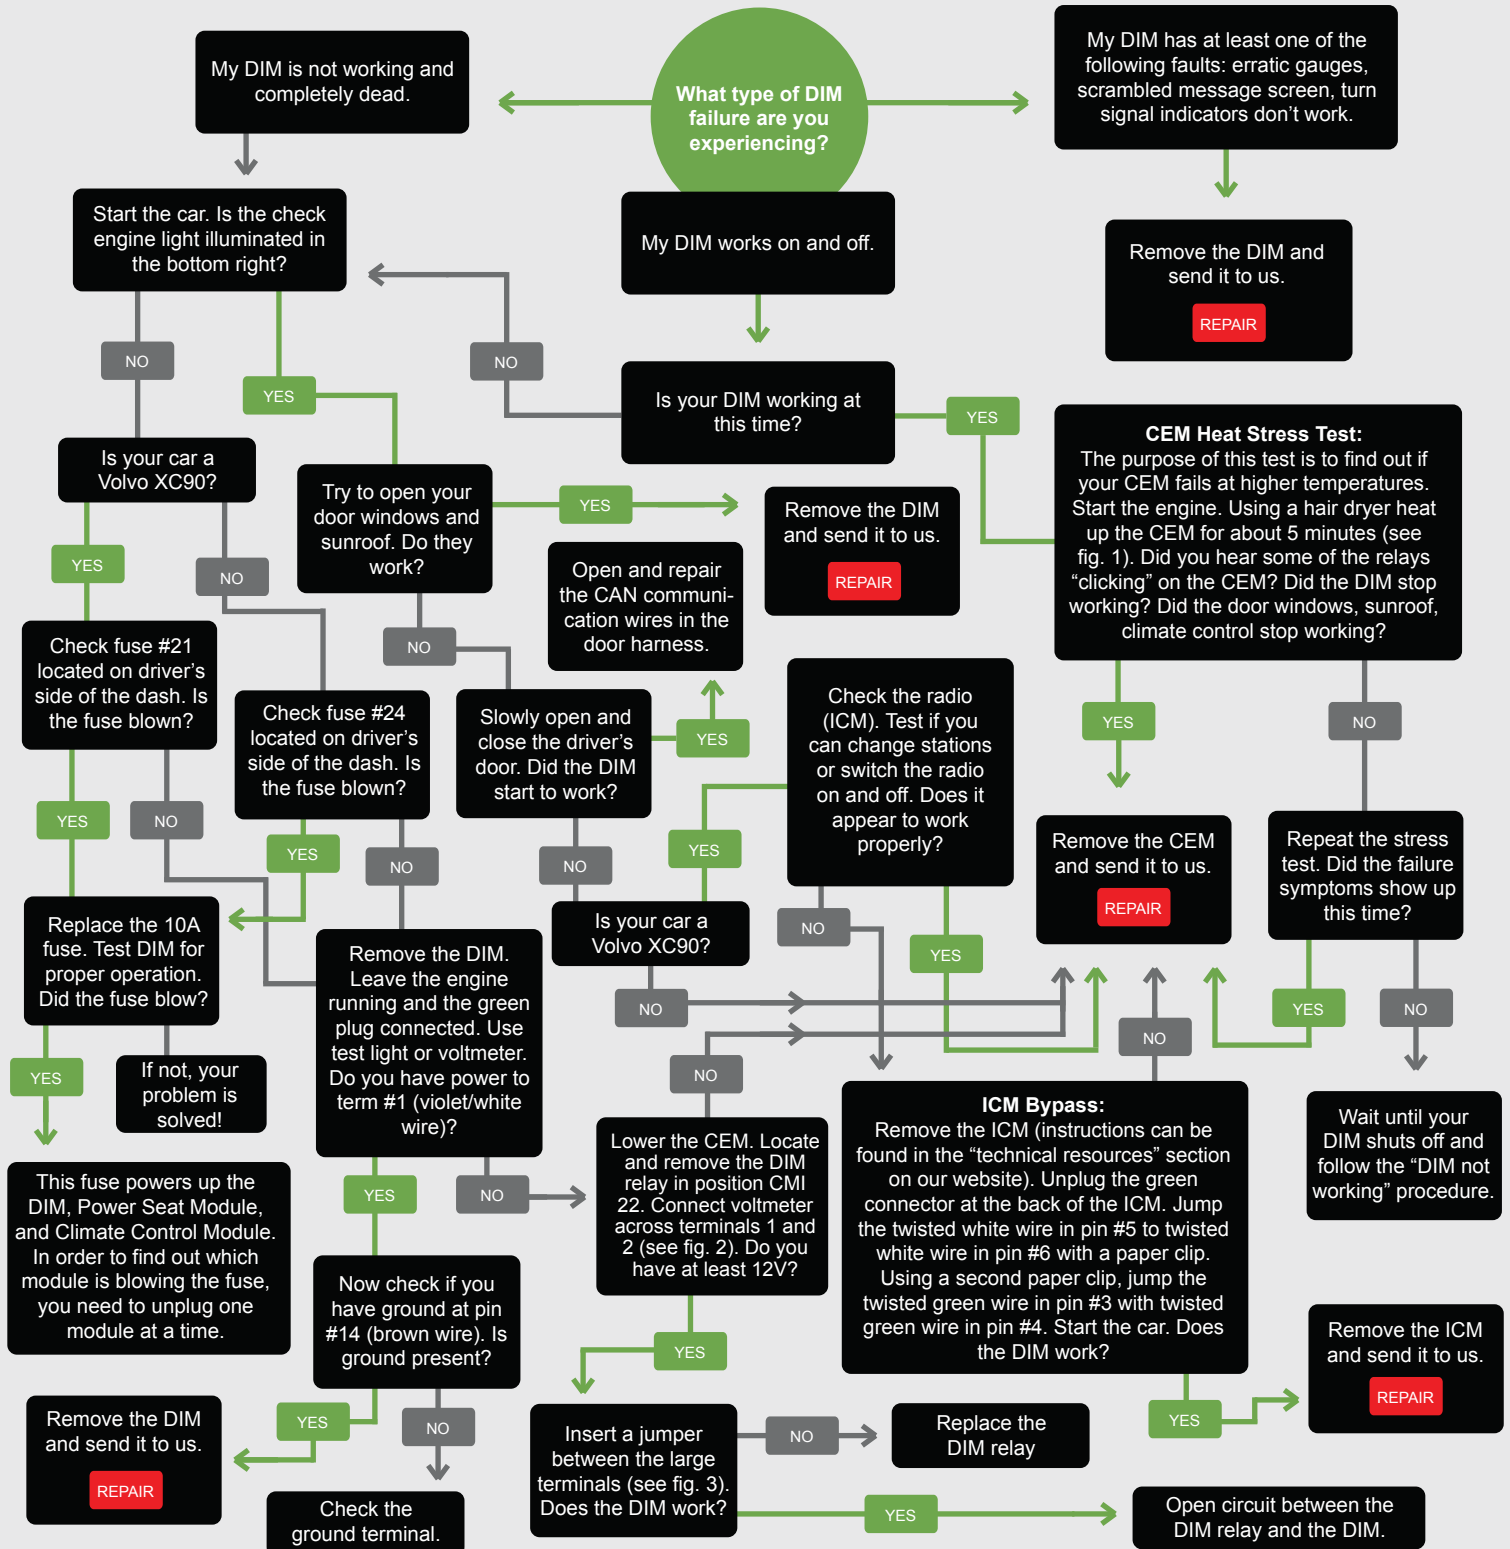 What type of DIM
failure are you
experiencing?
My DIM is not working and
completely dead.
My DIM has at least one of the
following faults: erratic gauges,
scrambled message screen, turn
signal indicators don’t work.
My DIM works on and off.
Start the car. Is the check
engine light illuminated in
the bottom right?
Remove the DIM and
send it to us.
REPAIR
NO
YES
NO
Is your DIM working at
this time?
YES
Is your car a
Volvo XC90?
Try to open your
door windows and
sunroof. Do they
work?
YES
Remove the DIM
and send it to us.
REPAIR
CEM Heat Stress Test:
The purpose of this test is to find out if
your CEM fails at higher temperatures.
Start the engine. Using a hair dryer heat
up the CEM for about 5 minutes (see
fig. 1). Did you hear some of the relays
“clicking” on the CEM? Did the DIM stop
working? Did the door windows, sunroof,
climate control stop working?
YES
NO
NO
Open and repair
the CAN communi-
cation wires in the
door harness.
Check fuse #21
located on driver’s
side of the dash. Is
the fuse blown?
Check fuse #24
located on driver’s
side of the dash. Is
the fuse blown?
Slowly open and
close the driver’s
door. Did the DIM
start to work?
YES
Check the radio
(ICM). Test if you
can change stations
or switch the radio
on and off. Does it
appear to work
properly?
YES
NO
YES
NO
YES
NO
NO
YES
Remove the CEM
and send it to us.
REPAIR
Repeat the stress
test. Did the failure
symptoms show up
this time?
Replace the 10A
fuse. Test DIM for
proper operation.
Did the fuse blow?
Remove the DIM.
Leave the engine
running and the green
plug connected. Use
test light or voltmeter.
Do you have power to
term #1 (violet/white
wire)?
Is your car a
Volvo XC90?
NO
YES
NO
NO
YES
NO
YES
If not, your
problem is
solved!
NO
This fuse powers up the
DIM, Power Seat Module,
and Climate Control Module.
In order to find out which
module is blowing the fuse,
you need to unplug one
module at a time.
YES
NO
Lower the CEM. Locate
and remove the DIM
relay in position CMI
22. Connect voltmeter
across terminals 1 and
2 (see fig. 2). Do you
have at least 12V?
ICM Bypass:
Remove the ICM (instructions can be
found in the “technical resources” section
on our website). Unplug the green
connector at the back of the ICM. Jump
the twisted white wire in pin #5 to twisted
white wire in pin #6 with a paper clip.
Using a second paper clip, jump the
twisted green wire in pin #3 with twisted
green wire in pin #4. Start the car. Does
the DIM work?
Wait until your
DIM shuts off and
follow the “DIM not
working” procedure.
Now check if you
have ground at pin
#14 (brown wire). Is
ground present?
YES
Remove the ICM
and send it to us.
REPAIR
Remove the DIM
and send it to us.
REPAIR
YES
NO
Insert a jumper
between the large
terminals (see fig. 3).
Does the DIM work?
NO
Replace the
DIM relay
YES
Check the
ground terminal.
YES
Open circuit between the
DIM relay and the DIM.